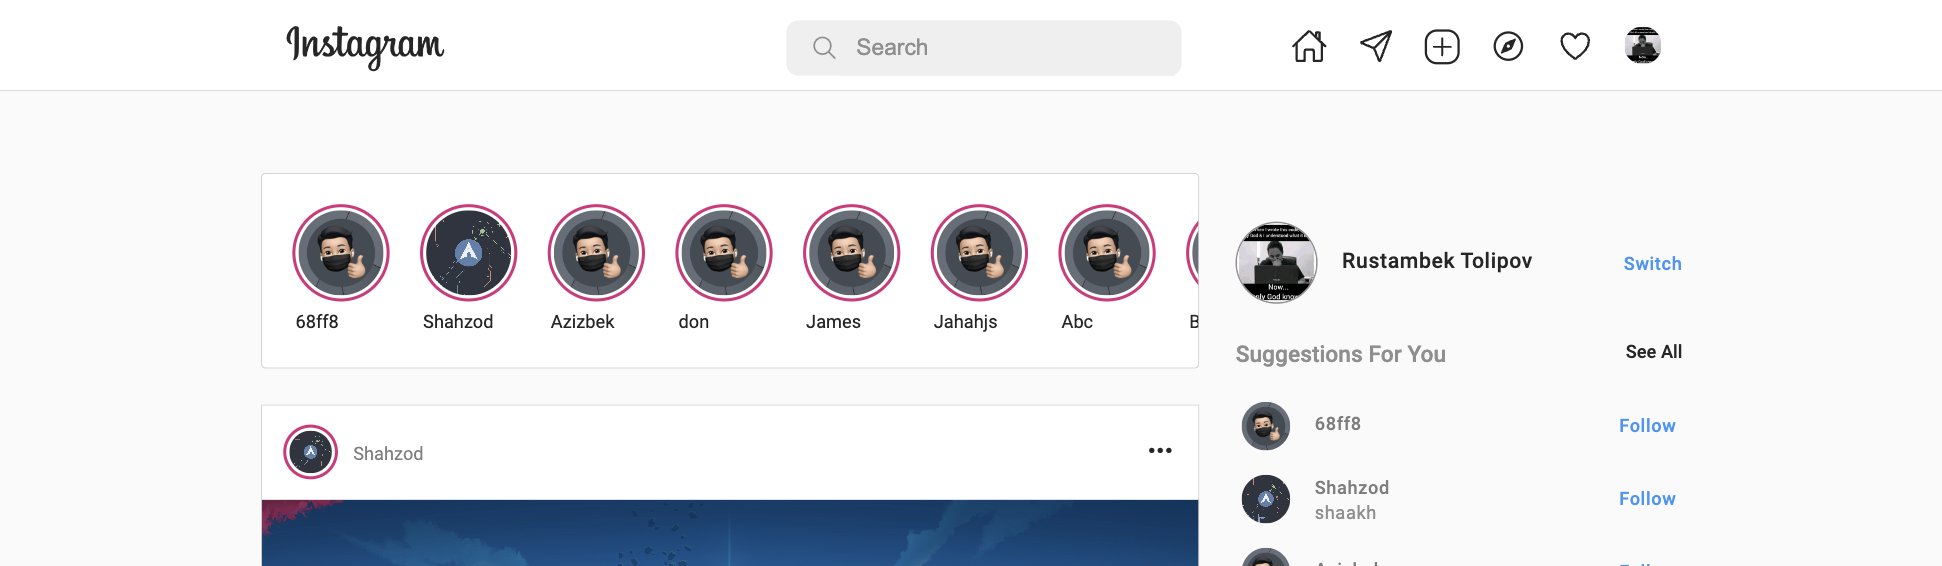 Instagram
Search
68ff8
Shahzod
Azizbek
don
James
Jahahjs
Abc
B
Rustambek Tolipov
Switch
Now...
Suggestions For You
See All
68ff8
Follow
Shahzod
shaakh
Follow
Shahzod